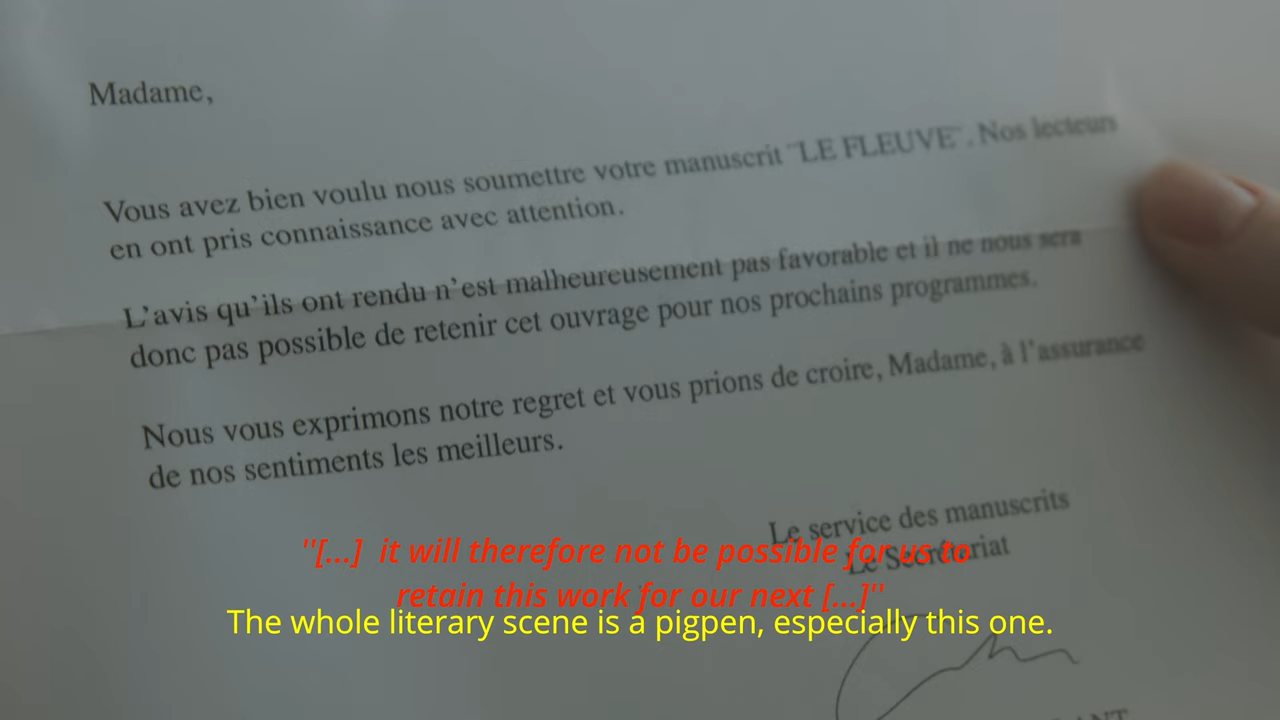 Madame,
Vous avez bien voulu nous soumettre votre manuscrit "LE FLEUVE". Nos lecteurs
en ont pris connaissance avec attention.
L'avis qu'ils ont rendu n'est malheureusement pas favorable et il ne nous sera
donc pas possible de retenir cet ouvrage pour nos prochains programmes.
Nous vous exprimons notre regret et vous prions de croire, Madame, à l'assurance
de nos sentiments les meilleurs.
Le service des manuscrits
Le Secrétariat
''[...] it will therefore not be possible for us to
retain this work for our next [...]''
The whole literary scene is a pigpen, especially this one.